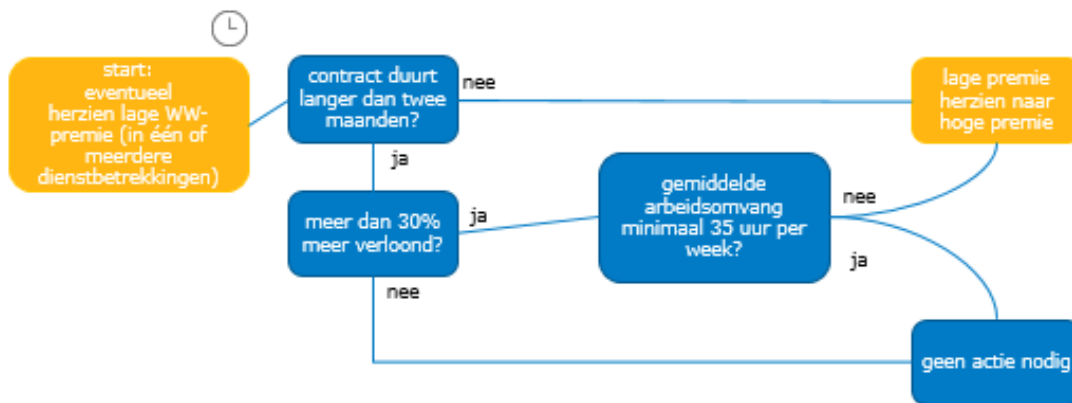 start:
eventueel
herzien lage WW-
premie (in één of
meerdere
dienstbetrekkingen)
contract duurt
langer dan twee
maanden?
nee
lage premie
herzien naar
hoge premie
ja
meer dan 30%
meer verloond?
ja
gemiddelde
arbeidsomvang
minimaal 35 uur per
week?
nee
ja
nee
geen actie nodig